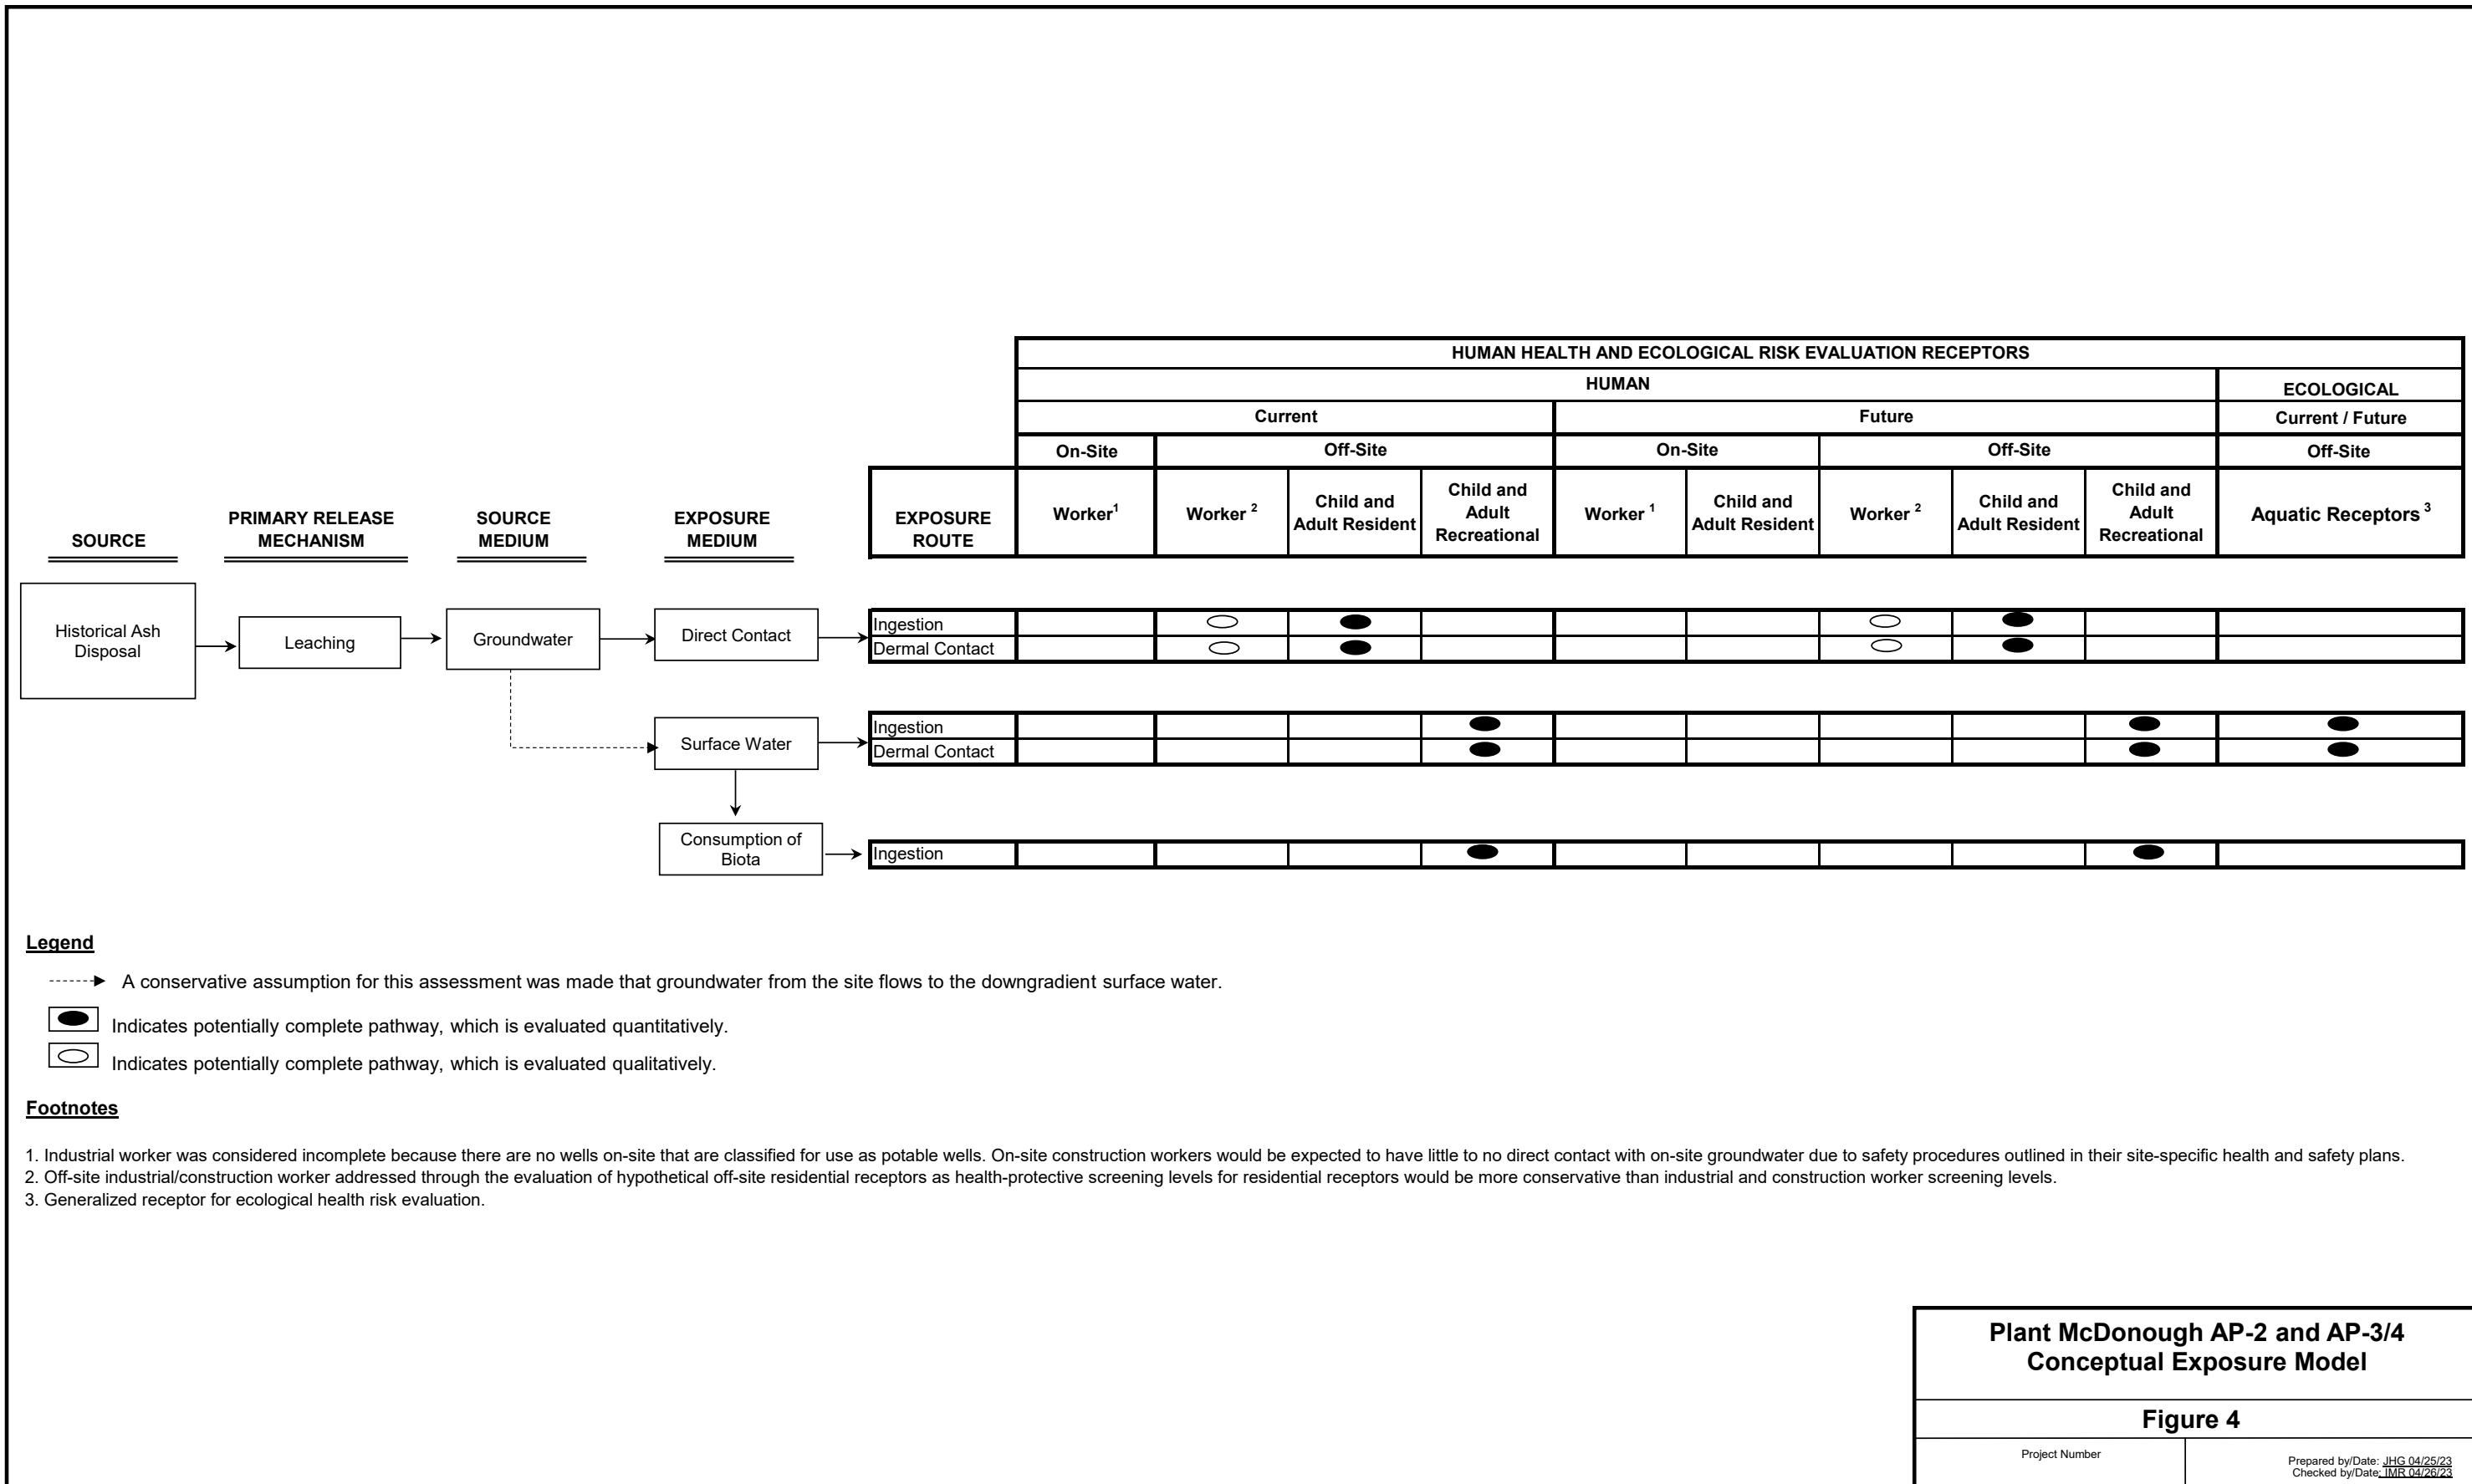 HUMAN HEALTH AND ECOLOGICAL RISK EVALUATION RECEPTORS
HUMAN
ECOLOGICAL
Current
Future
Current / Future
On-Site
Off-Site
On-Site
Off-Site
Off-Site
SOURCE
PRIMARY RELEASE
MECHANISM
SOURCE
MEDIUM
EXPOSURE
MEDIUM
EXPOSURE
ROUTE
Worker1
Worker 2
Child and
Adult Resident
Child and
Adult
Recreational
Worker 1
Child and
Adult Resident
Worker 2
Child and
Adult Resident
Child and
Adult
Recreational
Aquatic Receptors 3
Historical Ash
Disposal
Leaching
Groundwater
Direct Contact
Ingestion
Dermal Contact
Surface Water
Ingestion
Dermal Contact
Consumption of
Biota
Ingestion
Legend
A conservative assumption for this assessment was made that groundwater from the site flows to the downgradient surface water.
Indicates potentially complete pathway, which is evaluated quantitatively.
Indicates potentially complete pathway, which is evaluated qualitatively.
Footnotes
1. Industrial worker was considered incomplete because there are no wells on-site that are classified for use as potable wells. On-site construction workers would be expected to have little to no direct contact with on-site groundwater due to safety procedures outlined in their site-specific health and safety plans.
2. Off-site industrial/construction worker addressed through the evaluation of hypothetical off-site residential receptors as health-protective screening levels for residential receptors would be more conservative than industrial and construction worker screening levels.
3. Generalized receptor for ecological health risk evaluation.
Plant McDonough AP-2 and AP-3/4
Conceptual Exposure Model
Figure 4
Project Number
Prepared by/Date: JHG 04/25/23
Checked by/Date: IMR 04/26/23